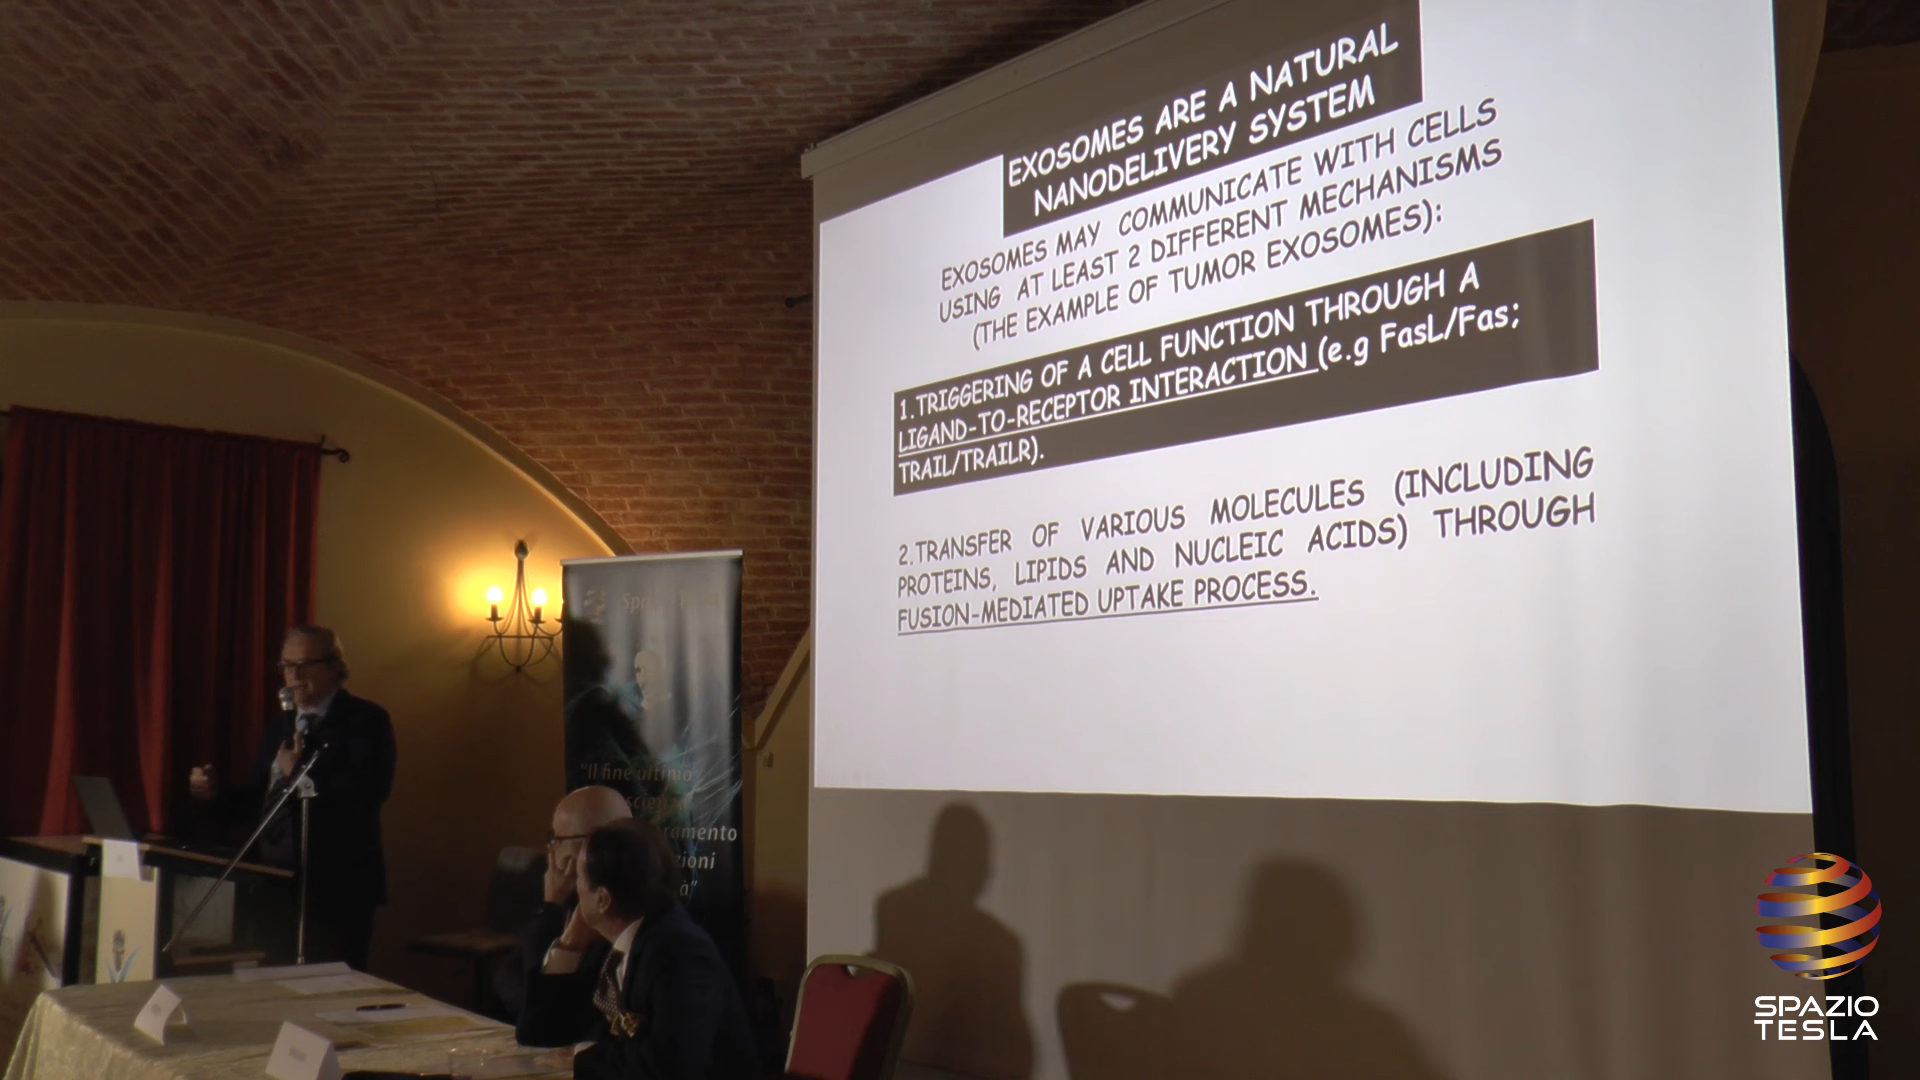 EXOSOMES ARE A NATURAL
NANODELIVERY SYSTEM
EXOSOMES MAY COMMUNICATE WITH CELLS
USING AT LEAST 2 DIFFERENT MECHANISMS
(THE EXAMPLE OF TUMOR EXOSOMES):
1.TRIGGERING OF A CELL FUNCTION THROUGH A
LIGAND-TO-RECEPTOR INTERACTION (e.g FasL/Fas;
TRAIL/TRAILR).
2.TRANSFER OF VARIOUS MOLECULES (INCLUDING
PROTEINS, LIPIDS AND NUCLEIC ACIDS) THROUGH
FUSION-MEDIATED UPTAKE PROCESS.
"Il fine ultimo
SPAZIO
TESLA